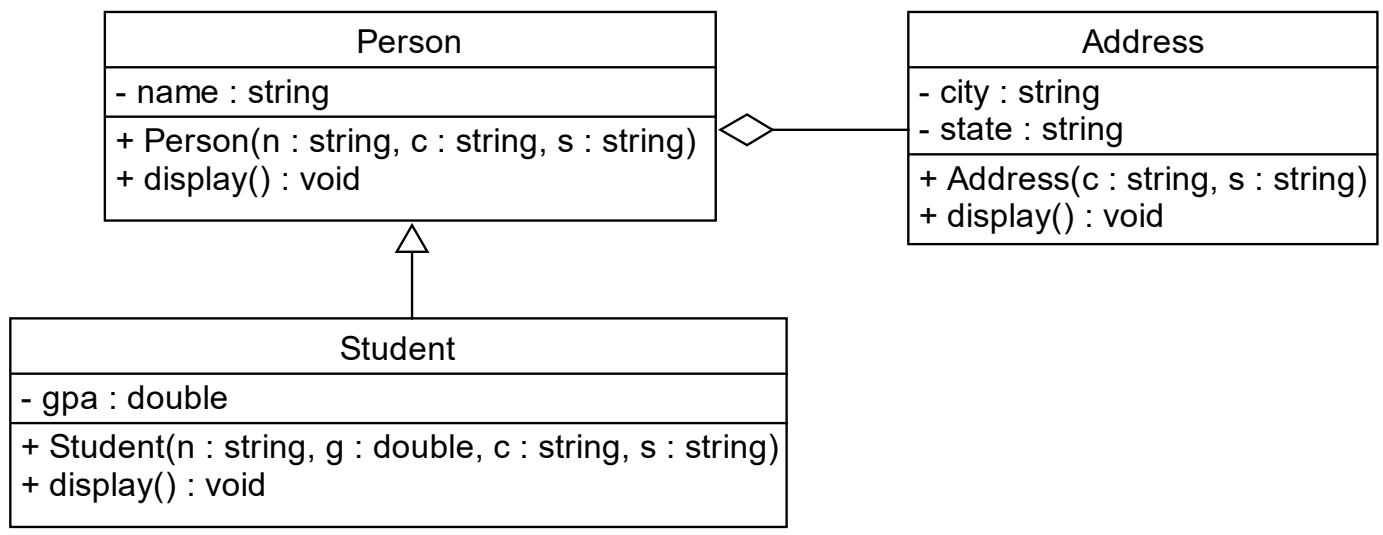 Person
- name : string
+ Person(n : string, c : string, s : string)
+ display() : void
Address
- city : string
- state : string
+ Address(c : string, s : string)
+ display() : void
Student
- gpa : double
+ Student(n : string, g : double, c : string, s : string)
+ display() : void